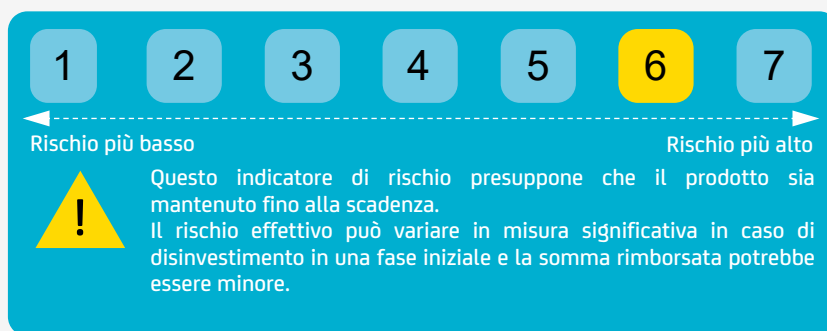 1 2 3 4 5 6 7
Rischio più basso Rischio più alto
!
Questo indicatore di rischio presuppone che il prodotto sia
mantenuto fino alla scadenza.
Il rischio effettivo può variare in misura significativa in caso di
disinvestimento in una fase iniziale e la somma rimborsata potrebbe
essere minore.